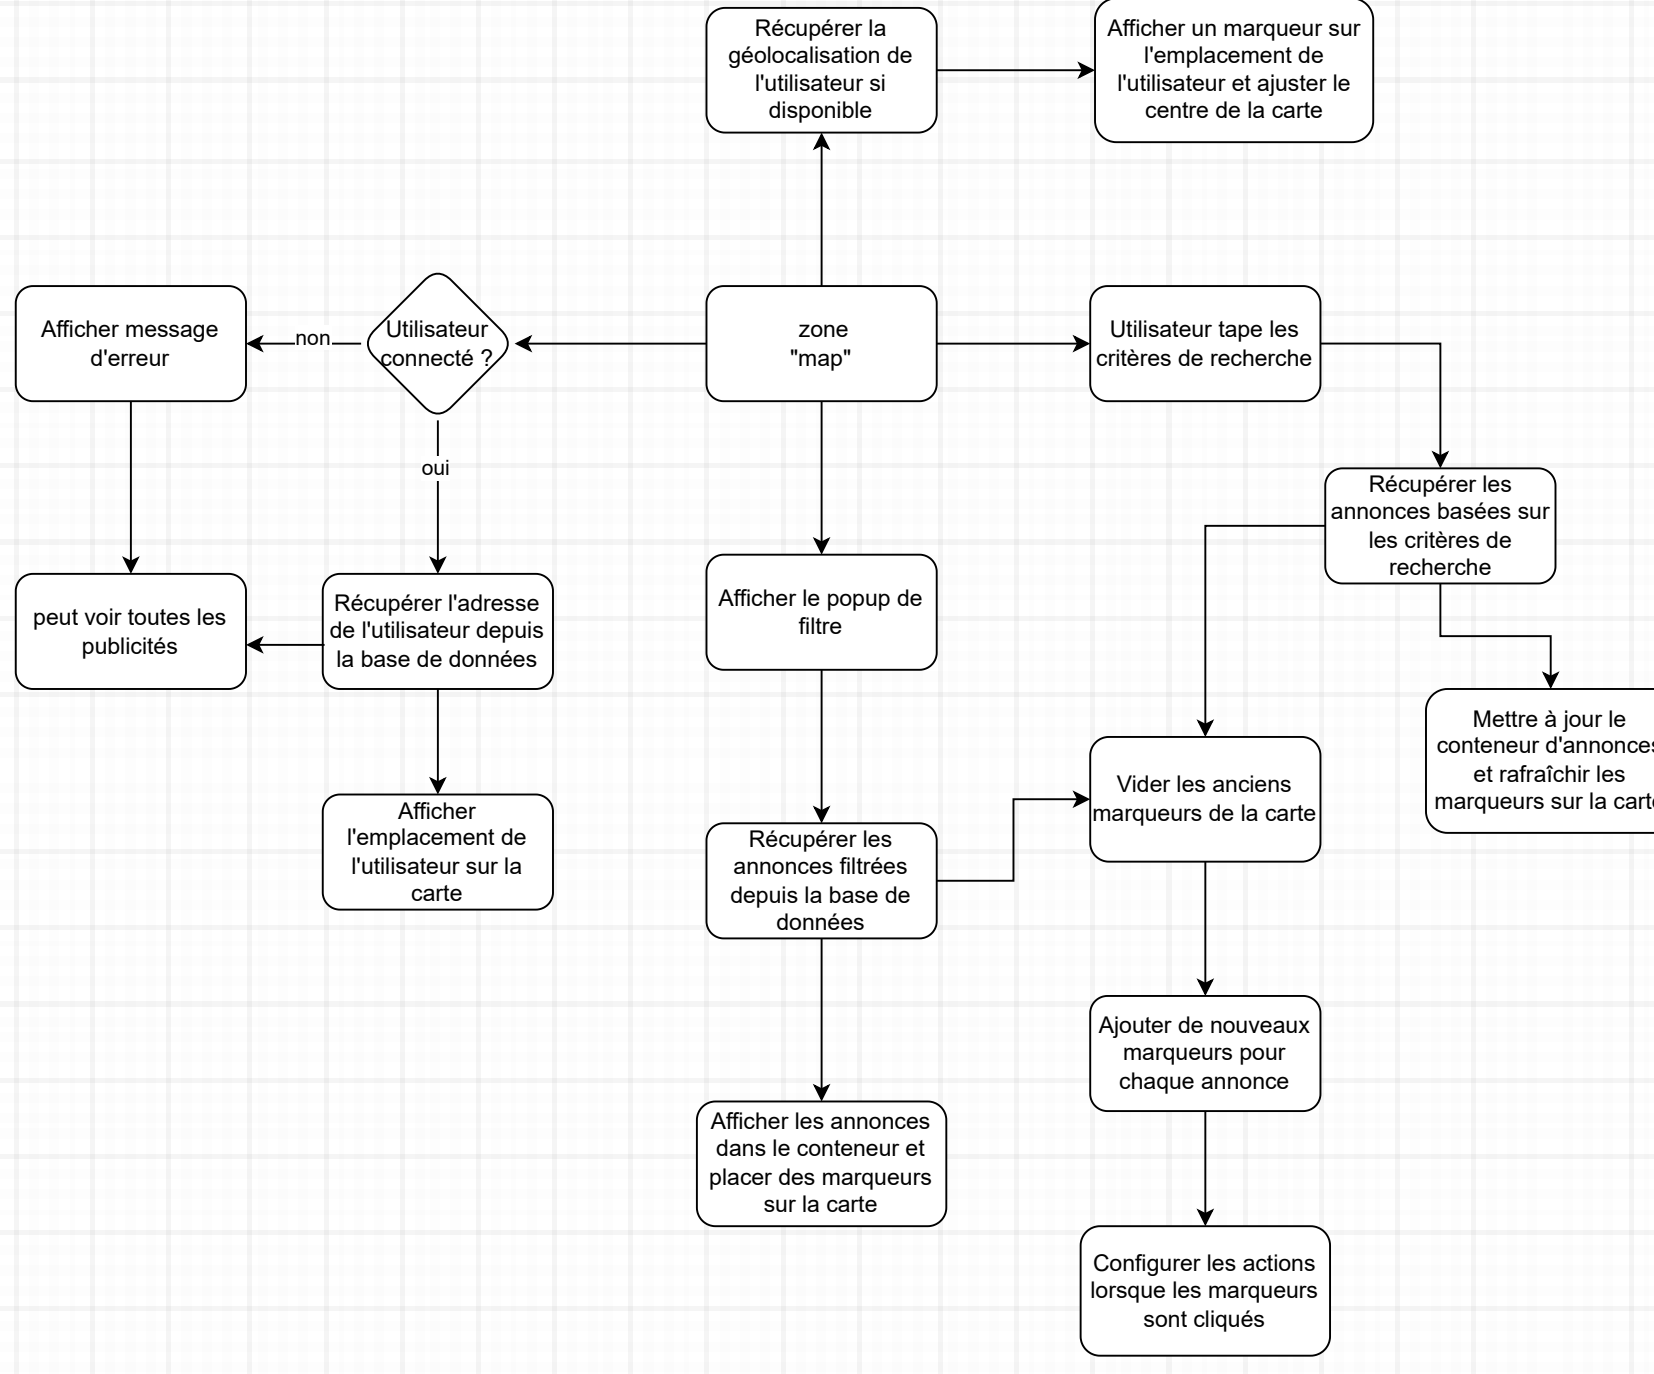 Récupérer la
géolocalisation de
l'utilisateur si
disponible
Afficher un marqueur sur
l'emplacement de
l'utilisateur et ajuster le
centre de la carte
Afficher message
d'erreur
non
Utilisateur
connecté ?
zone
"map"
Utilisateur tape les
critères de recherche
oui
Récupérer les
annonces basées sur
les critères de
recherche
peut voir toutes les
publicités
Récupérer l'adresse
de l'utilisateur depuis
la base de données
Afficher le popup de
filtre
Mettre à jour le
conteneur d'annonces
et rafraîchir les
marqueurs sur la carte
Vider les anciens
marqueurs de la carte
Afficher
l'emplacement de
l'utilisateur sur la
carte
Récupérer les
annonces filtrées
depuis la base de
données
Ajouter de nouveaux
marqueurs pour
chaque annonce
Afficher les annonces
dans le conteneur et
placer des marqueurs
sur la carte
Configurer les actions
lorsque les marqueurs
sont cliqués